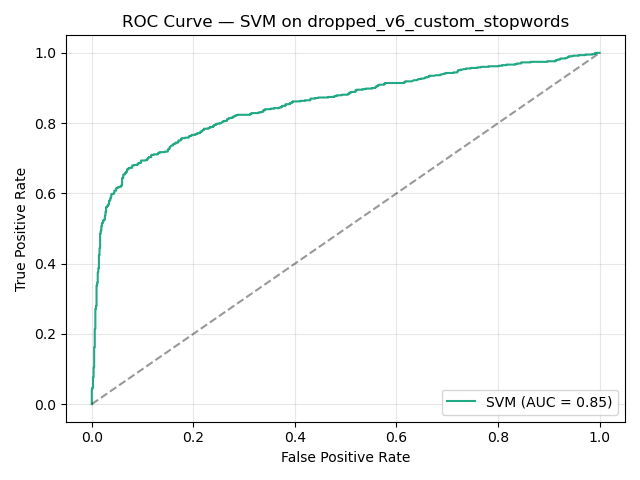 ROC Curve — SVM on dropped_v6_custom_stopwords
True Positive Rate
1.0
0.8
0.6
0.4
0.2
0.0
SVM (AUC = 0.85)
0.0 0.2 0.4 0.6 0.8 1.0
False Positive Rate